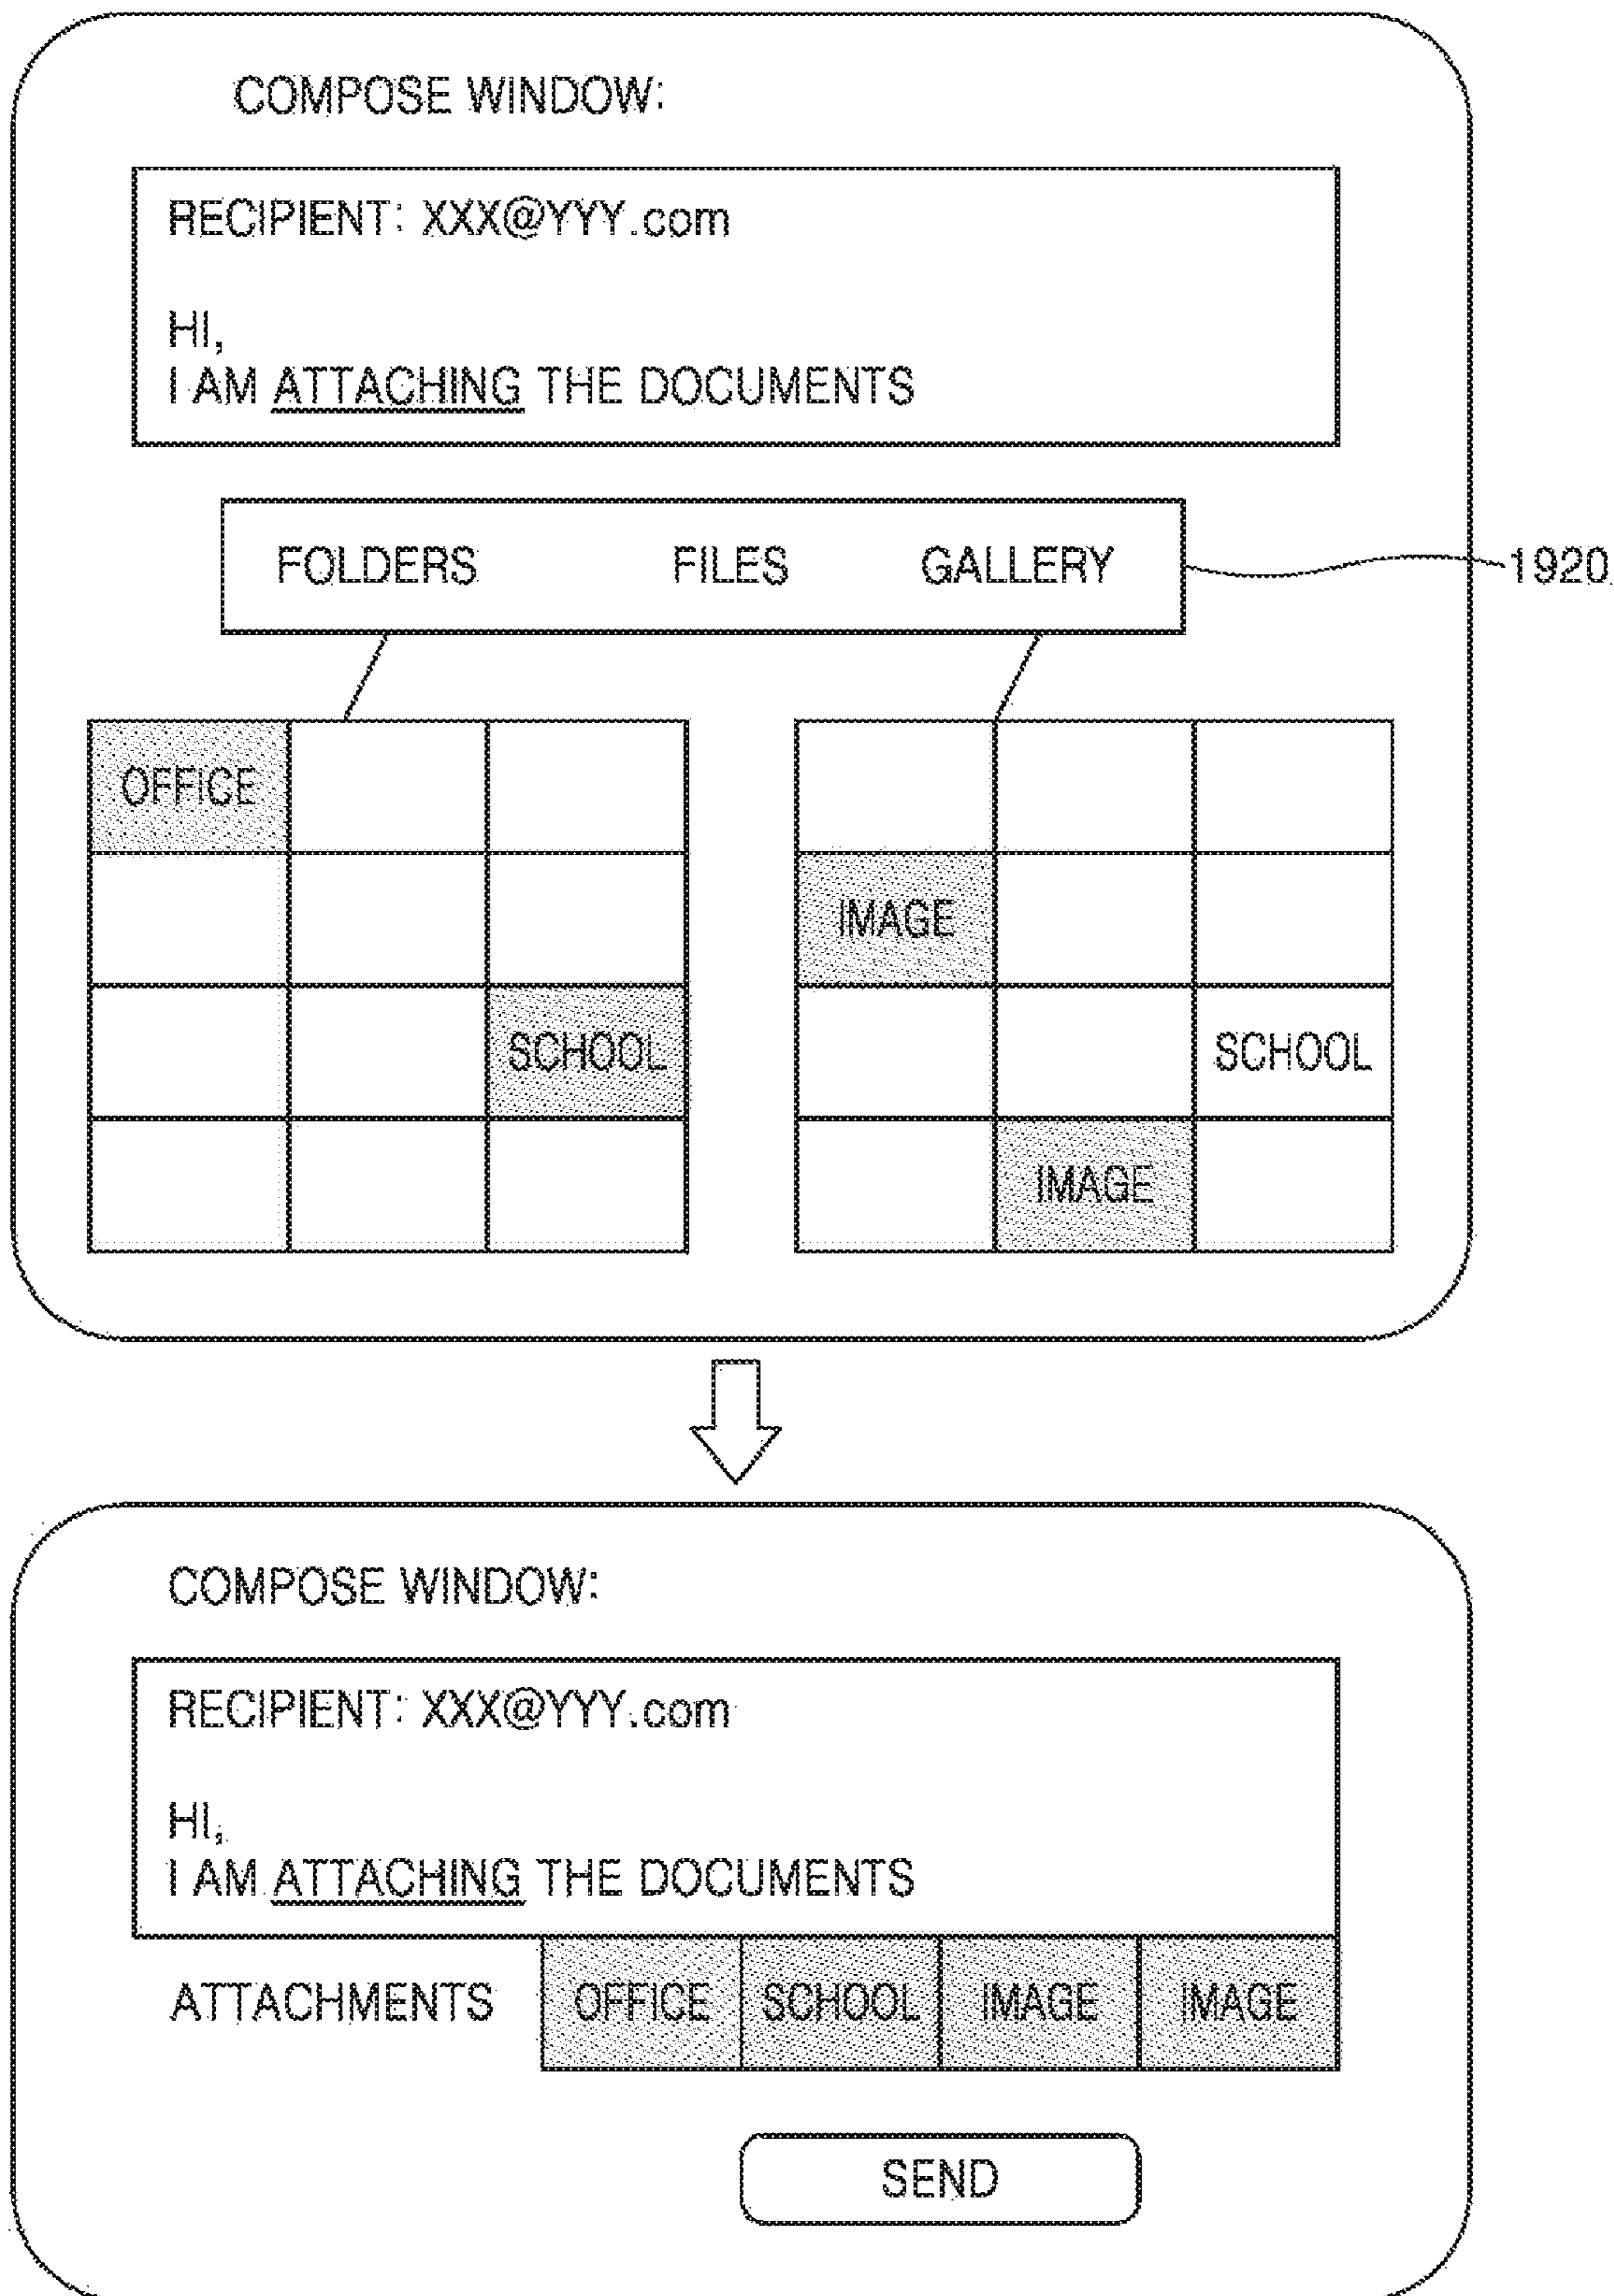 COMPOSE WINDOW:
RECIPIENT: XXX@YYY.com
HI,
I AM ATTACHING THE DOCUMENTS
FOLDERS FILES GALLERY
1920
OFFICE
IMAGE
SCHOOL SCHOOL
IMAGE
COMPOSE WINDOW:
RECIPIENT: XXX@YYY.com
HI,
I AM ATTACHING THE DOCUMENTS
ATTACHMENTS OFFICE SCHOOL IMAGE IMAGE
SEND